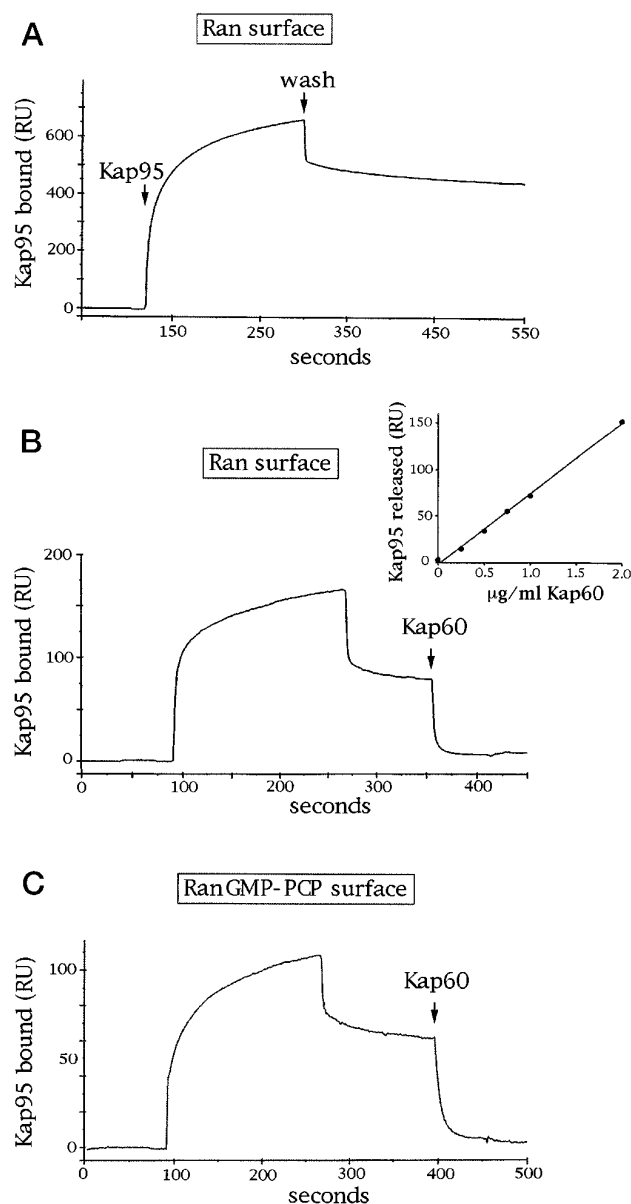 A
Ran surface
wash
Kap95
Kap95 bound (RU)
600
400
200
0
150
250
350
450
550
seconds
B
Ran surface
Kap95 released (RU)
150
100
50
0
0
0.5
1.0
1.5
2.0
µg/ml Kap60
Kap95 bound (RU)
200
100
0
Kap60
0
100
200
300
400
seconds
C
RanGMP-PCP surface
Kap95 bound (RU)
100
50
0
Kap60
0
100
200
300
400
500
seconds